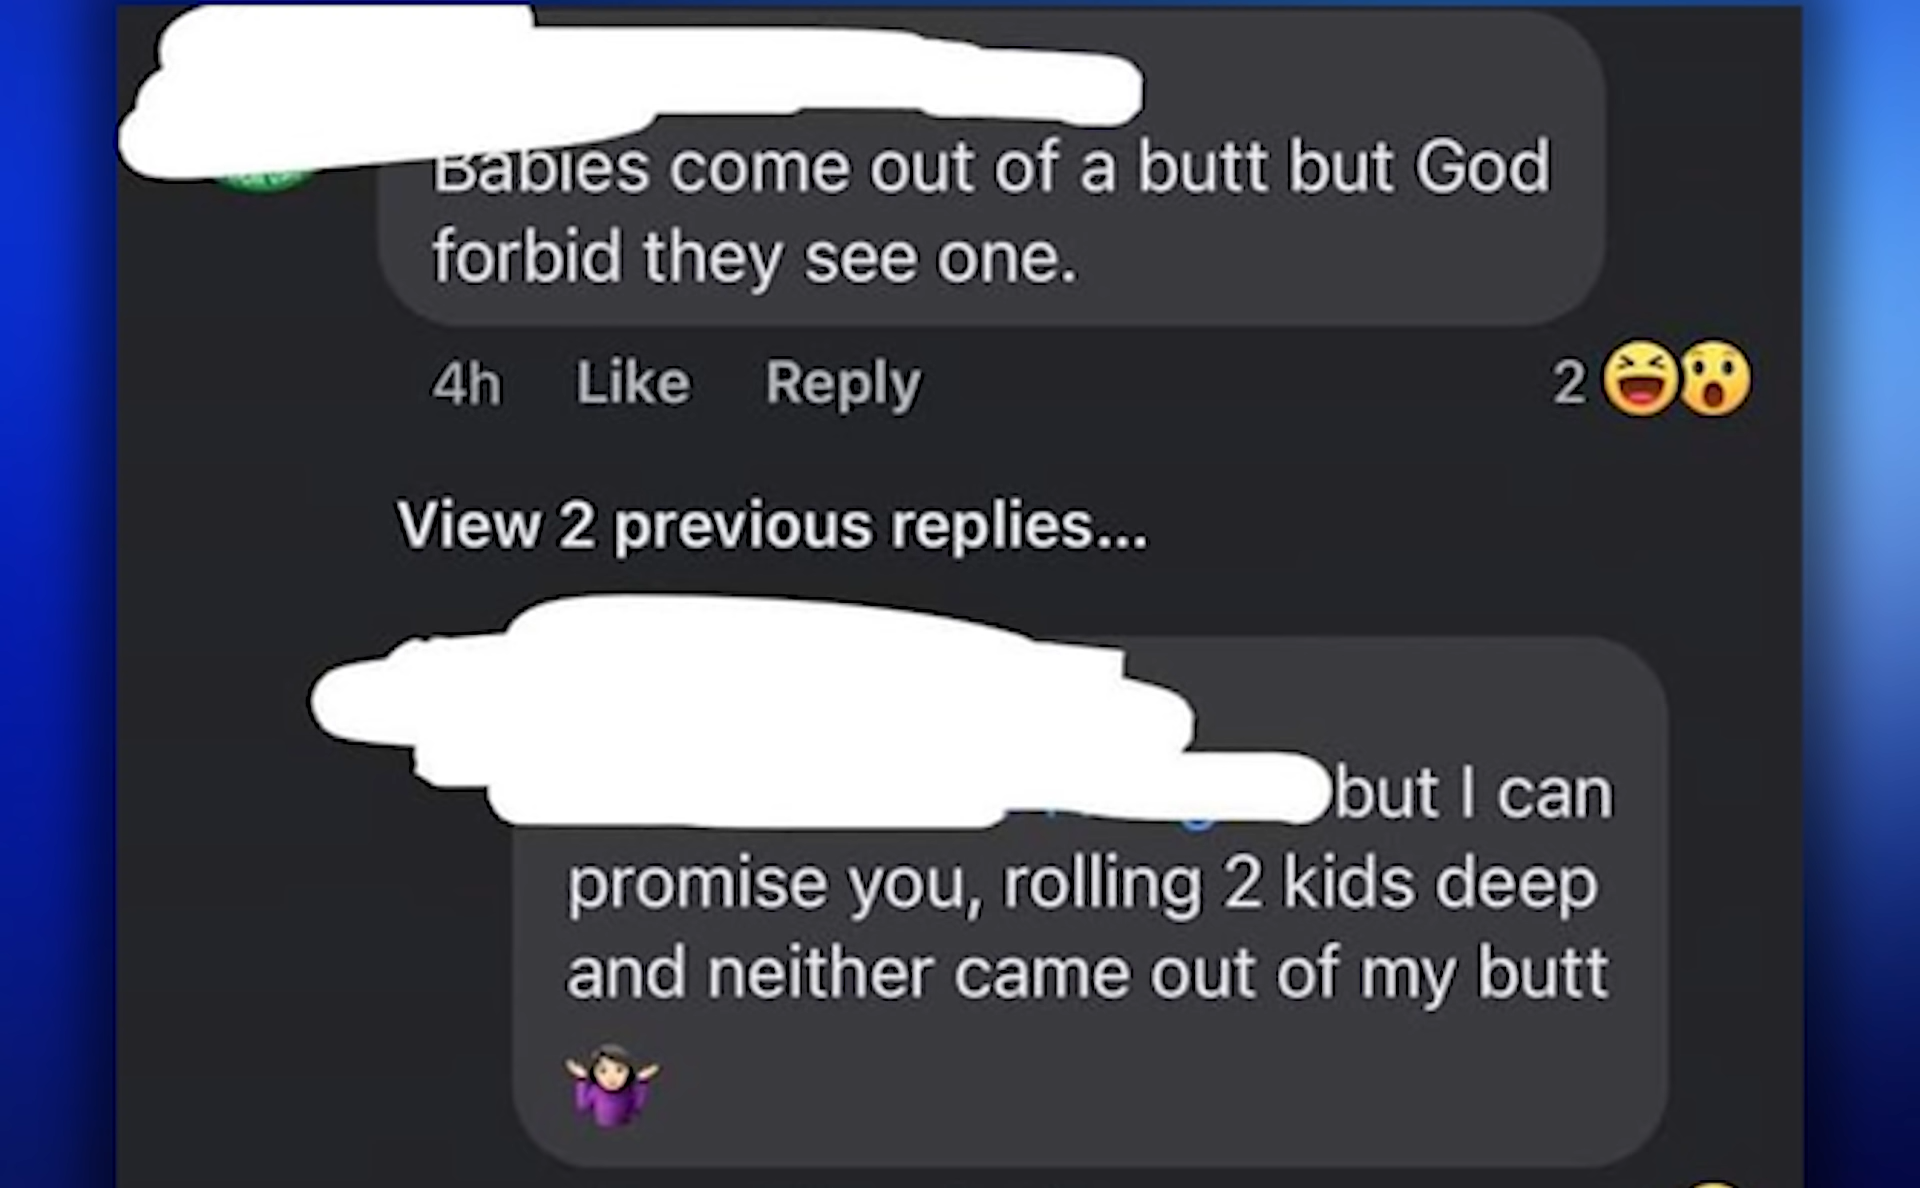 Babies come out of a butt but God
forbid they see one.
4h Like Reply 2
View 2 previous replies...
but I can
promise you, rolling 2 kids deep
and neither came out of my butt